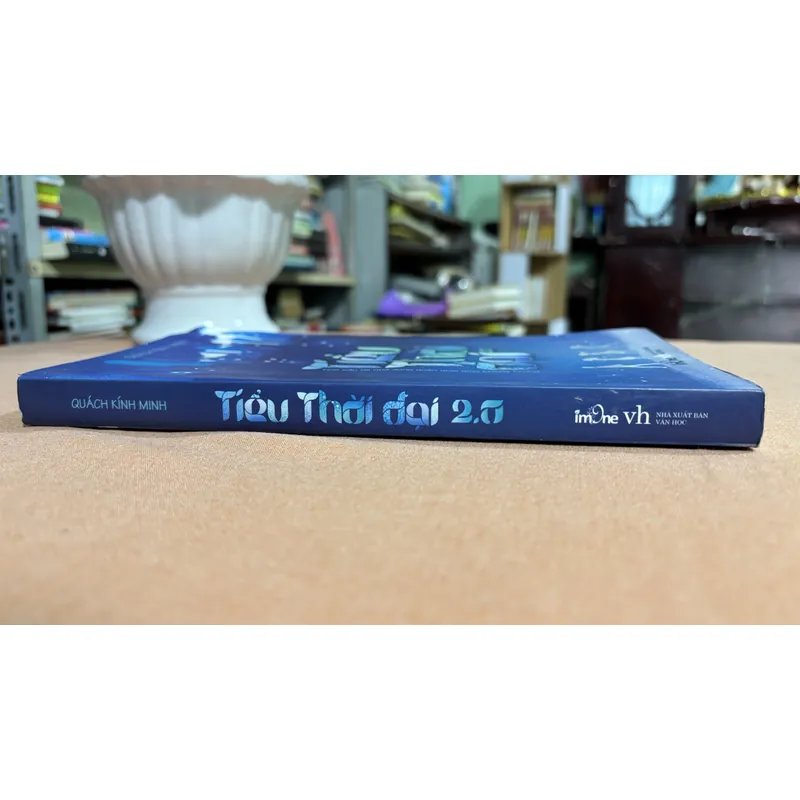 QUÁCH KÍNH MINH
Tiểu Thời đại 2.0
imOne vh
NHÀ XUẤT BẢN
VĂN HỌC